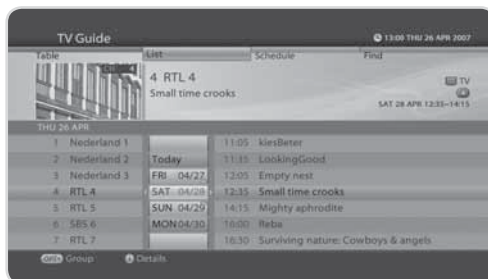 TV Guide 13:00 THU 26 APR 2007
Table List Schedule Find
4 RTL 4
Small time crooks
TV
SAT 28 APR 12:35~14:15
THU 26 APR
1 Nederland 1 11:05 kiesBeter
2 Nederland 2 Today 11:35 LookingGood
3 Nederland 3 FRI 04/27 12:05 Empty nest
4 RTL 4 SAT 04/28 12:35 Small time crooks
5 RTL 5 SUN 04/29 14:15 Mighty aphrodite
6 SBS 6 MON 04/30 16:00 Reba
7 RTL 7 16:30 Surviving nature: Cowboys & angels
Group Details